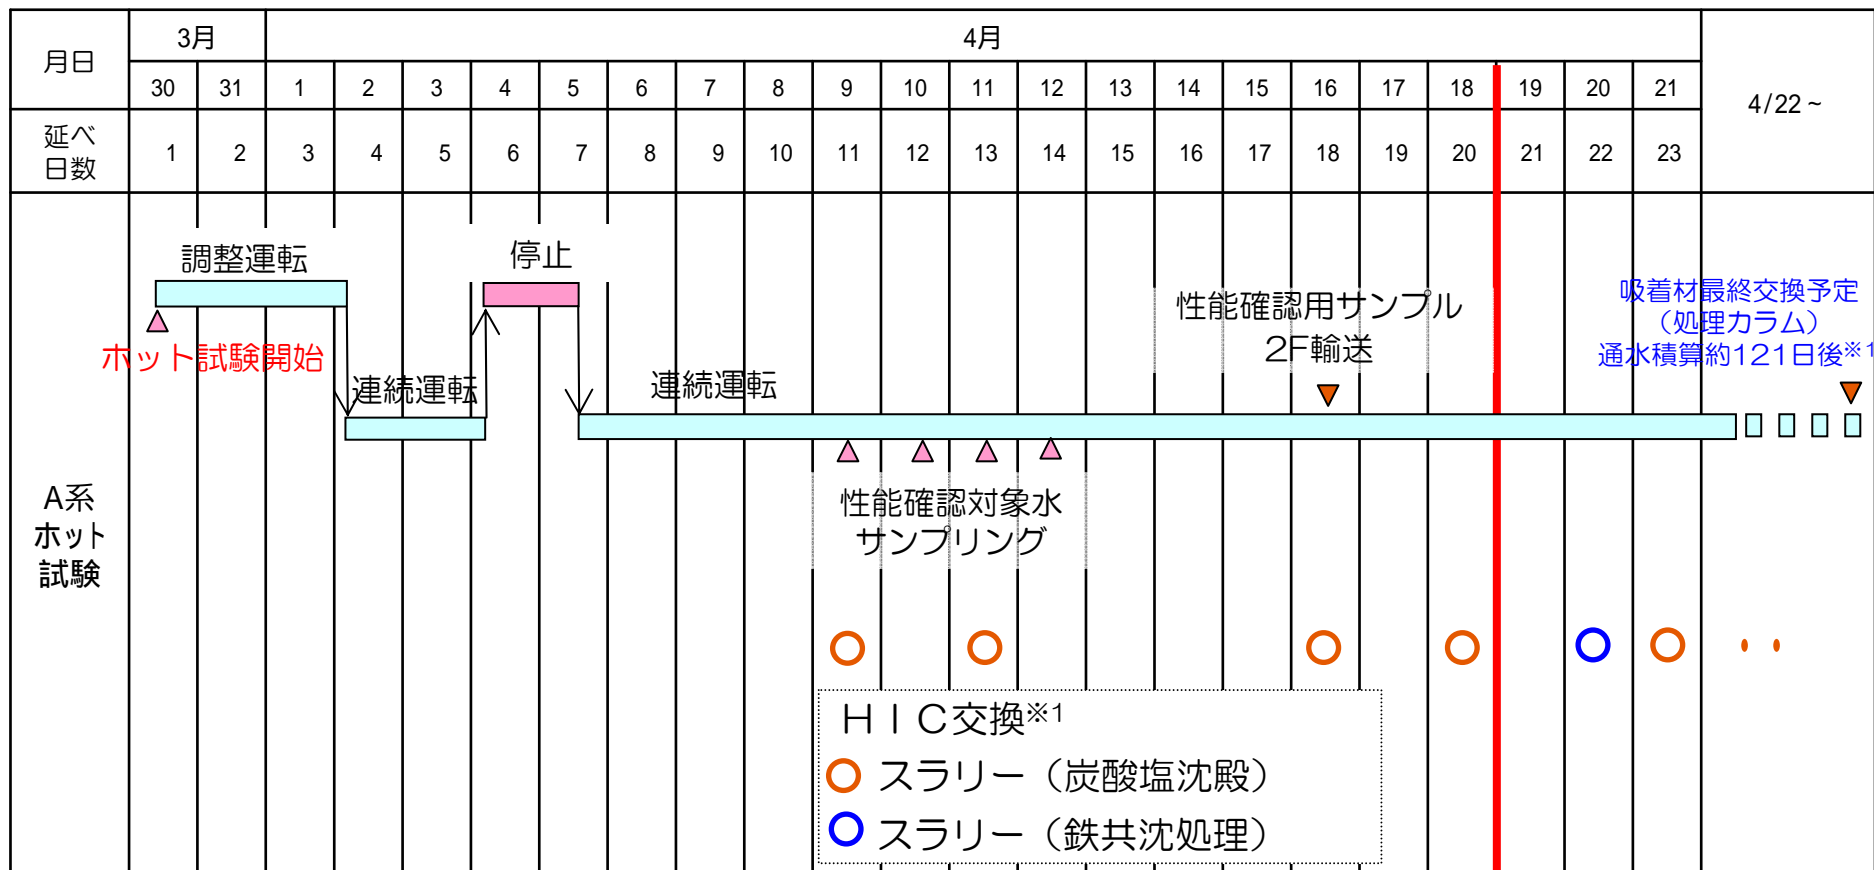 月日
3月
4月
4/22～
30 31 1 2 3 4 5 6 7 8 9 10 11 12 13 14 15 16 17 18 19 20 21
延べ
日数
1 2 3 4 5 6 7 8 9 10 11 12 13 14 15 16 17 18 19 20 21 22 23
A系
ホット
試験
調整運転
停止
ホット試験開始
連続運転
連続運転
性能確認用サンプル
2F輸送
吸着材最終交換予定
（処理カラム）
通水積算約121日後※1
性能確認対象水
サンプリング
ＨＩＣ交換※1
スラリー（炭酸塩沈殿）
スラリー（鉄共沈処理）